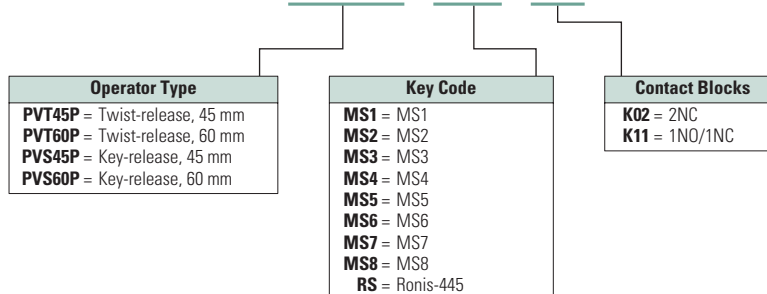 Operator Type
PVT45P = Twist-release, 45 mm
PVT60P = Twist-release, 60 mm
PVS45P = Key-release, 45 mm
PVS60P = Key-release, 60 mm
Key Code
MS1 = MS1
MS2 = MS2
MS3 = MS3
MS4 = MS4
MS5 = MS5
MS6 = MS6
MS7 = MS7
MS8 = MS8
RS = Ronis-445
Contact Blocks
K02 = 2NC
K11 = 1NO/1NC